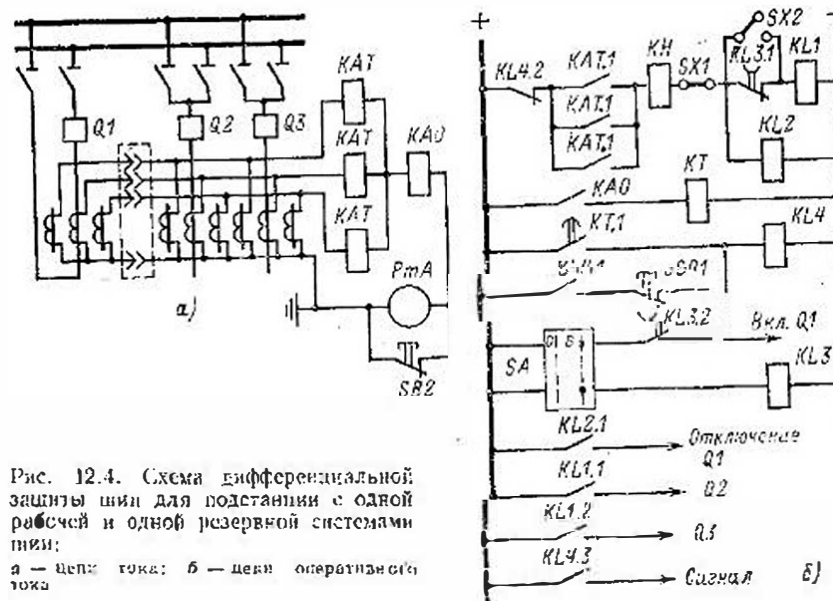 KAT
Q1
Q2
Q3
KAT
KAO
KAT
PmA
а)
SB2
Рис. 12.4. Схема дифференциальной
защиты шин для подстанции с одной
рабочей и одной резервной системами
шин:
а — цепи тока; б — цепи оперативного
тока
+
SX2
KL4.2
KAT.1
KH
SX1
KL3.1
KL1
KAT.1
KAT.1
KL2
KAO
KT
KT.1
KL4
KL3.2
Вкл. Q1
SA
KL3
KL2.1
Отключение
Q1
KL1.1
Q2
KL1.2
Q3
KL4.3
Сигнал
б)